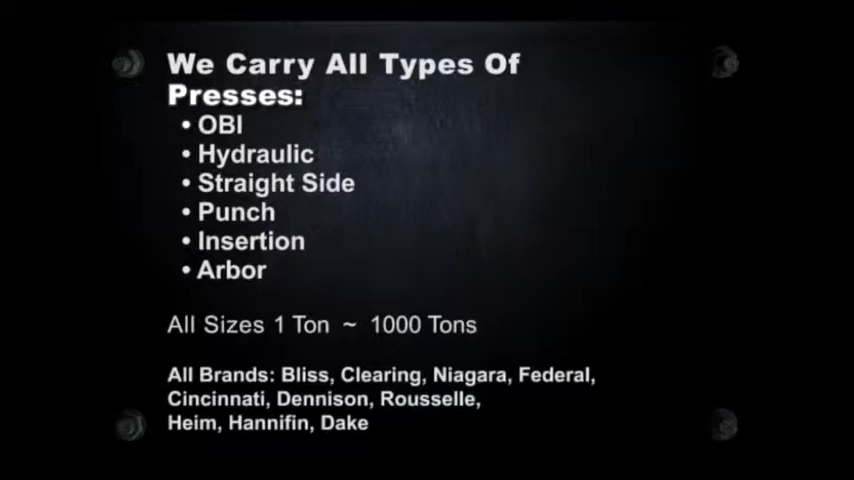 We Carry All Types Of
Presses:
• OBI
• Hydraulic
• Straight Side
• Punch
• Insertion
• Arbor
All Sizes 1 Ton ~ 1000 Tons
All Brands: Bliss, Clearing, Niagara, Federal,
Cincinnati, Dennison, Rousselle,
Heim, Hannifin, Dake